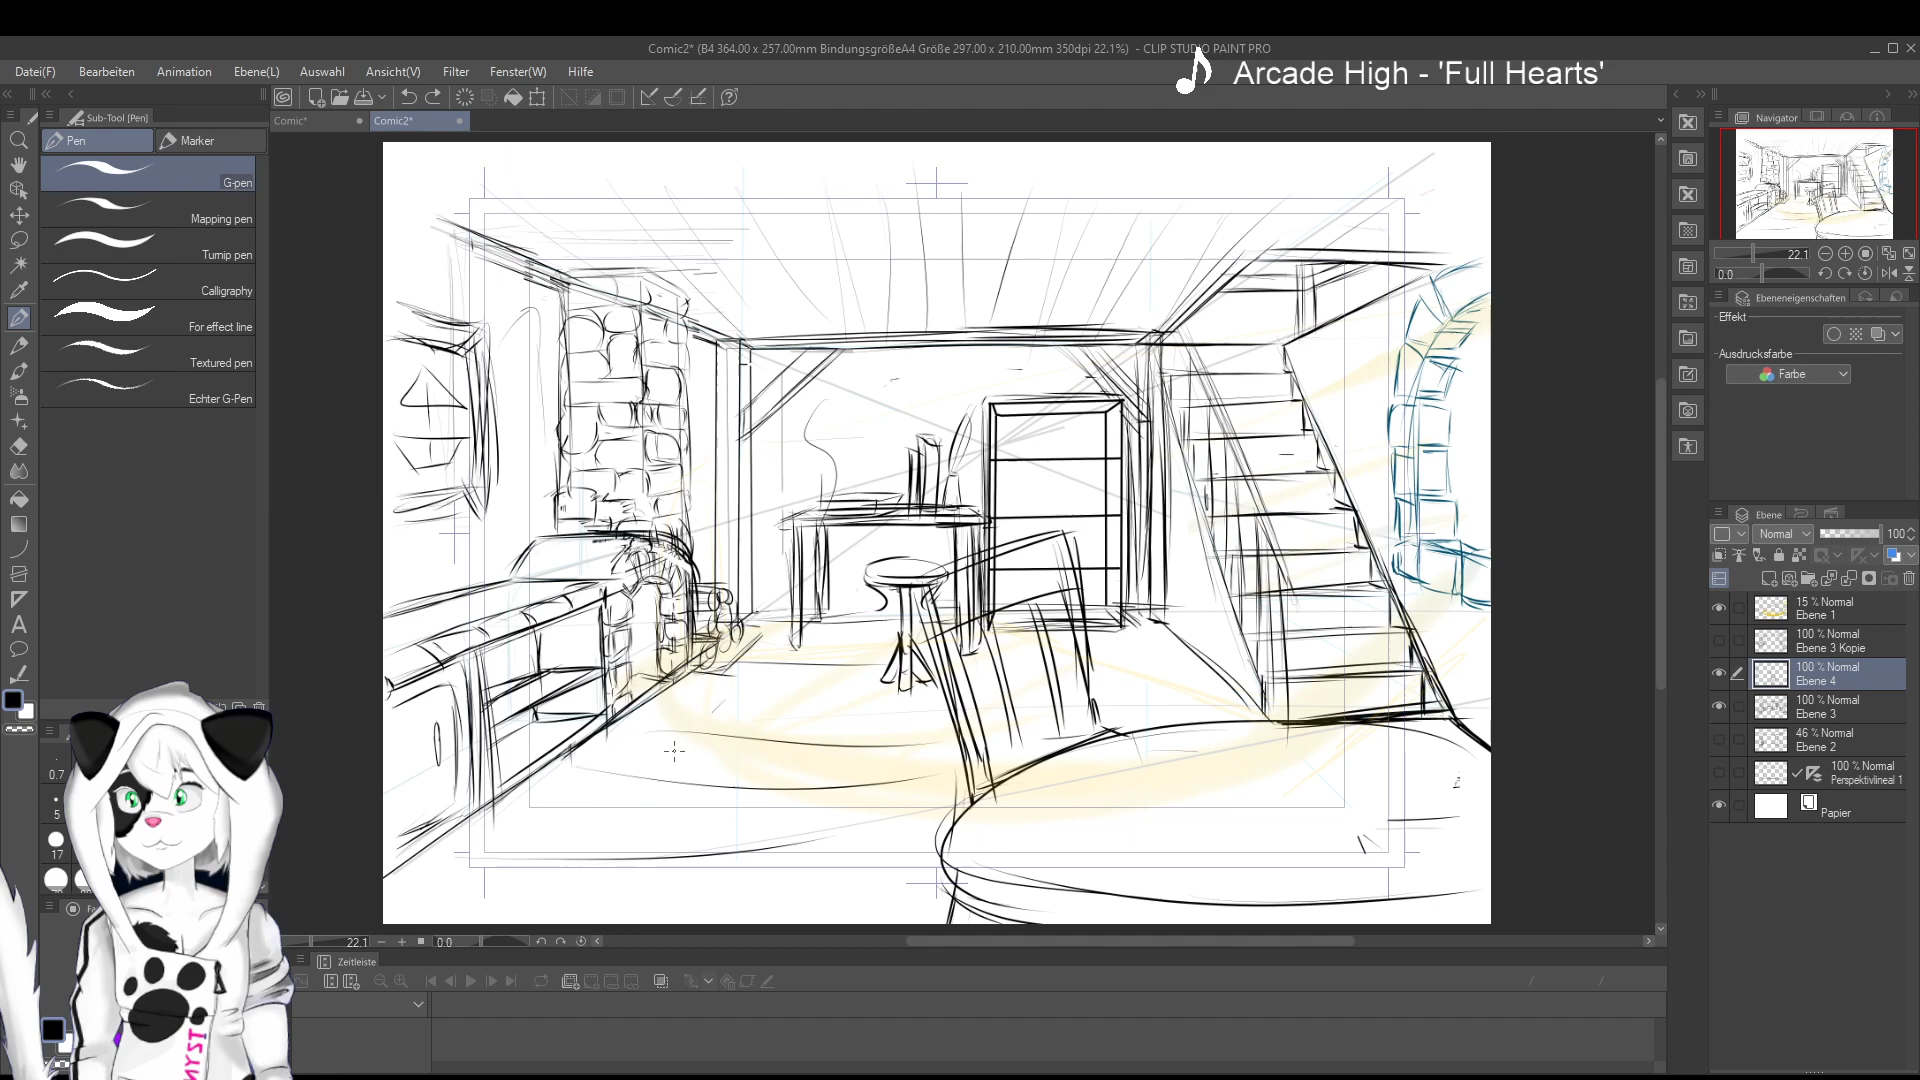 Comic2* (B4 364.00 x 257.00mm BindungsgrößeA4 Größe 297.00 x 210.00mm 350dpi 22.1%) - CLIP STUDIO PAINT PRO
Datei(F) Bearbeiten Animation Ebene(L) Auswahl Ansicht(V) Filter Fenster(W) Hilfe
Arcade High - 'Full Hearts'
Sub-Tool [Pen]
Comic* Comic2*
Pen Marker
G-pen
Mapping pen
Turnip pen
Calligraphy
For effect line
Textured pen
Echter G-Pen
0.7
5
17
Navigator
22.1
0.0
Ebeneneigenschaften
Effekt
Ausdrucksfarbe
Farbe
Ebene
Normal 100
15 % Normal
Ebene 1
100 % Normal
Ebene 3 Kopie
100 % Normal
Ebene 4
100 % Normal
Ebene 3
46 % Normal
Ebene 2
100 % Normal
Perspektivlineal 1
Papier
22.1 0.0
Zeitleiste